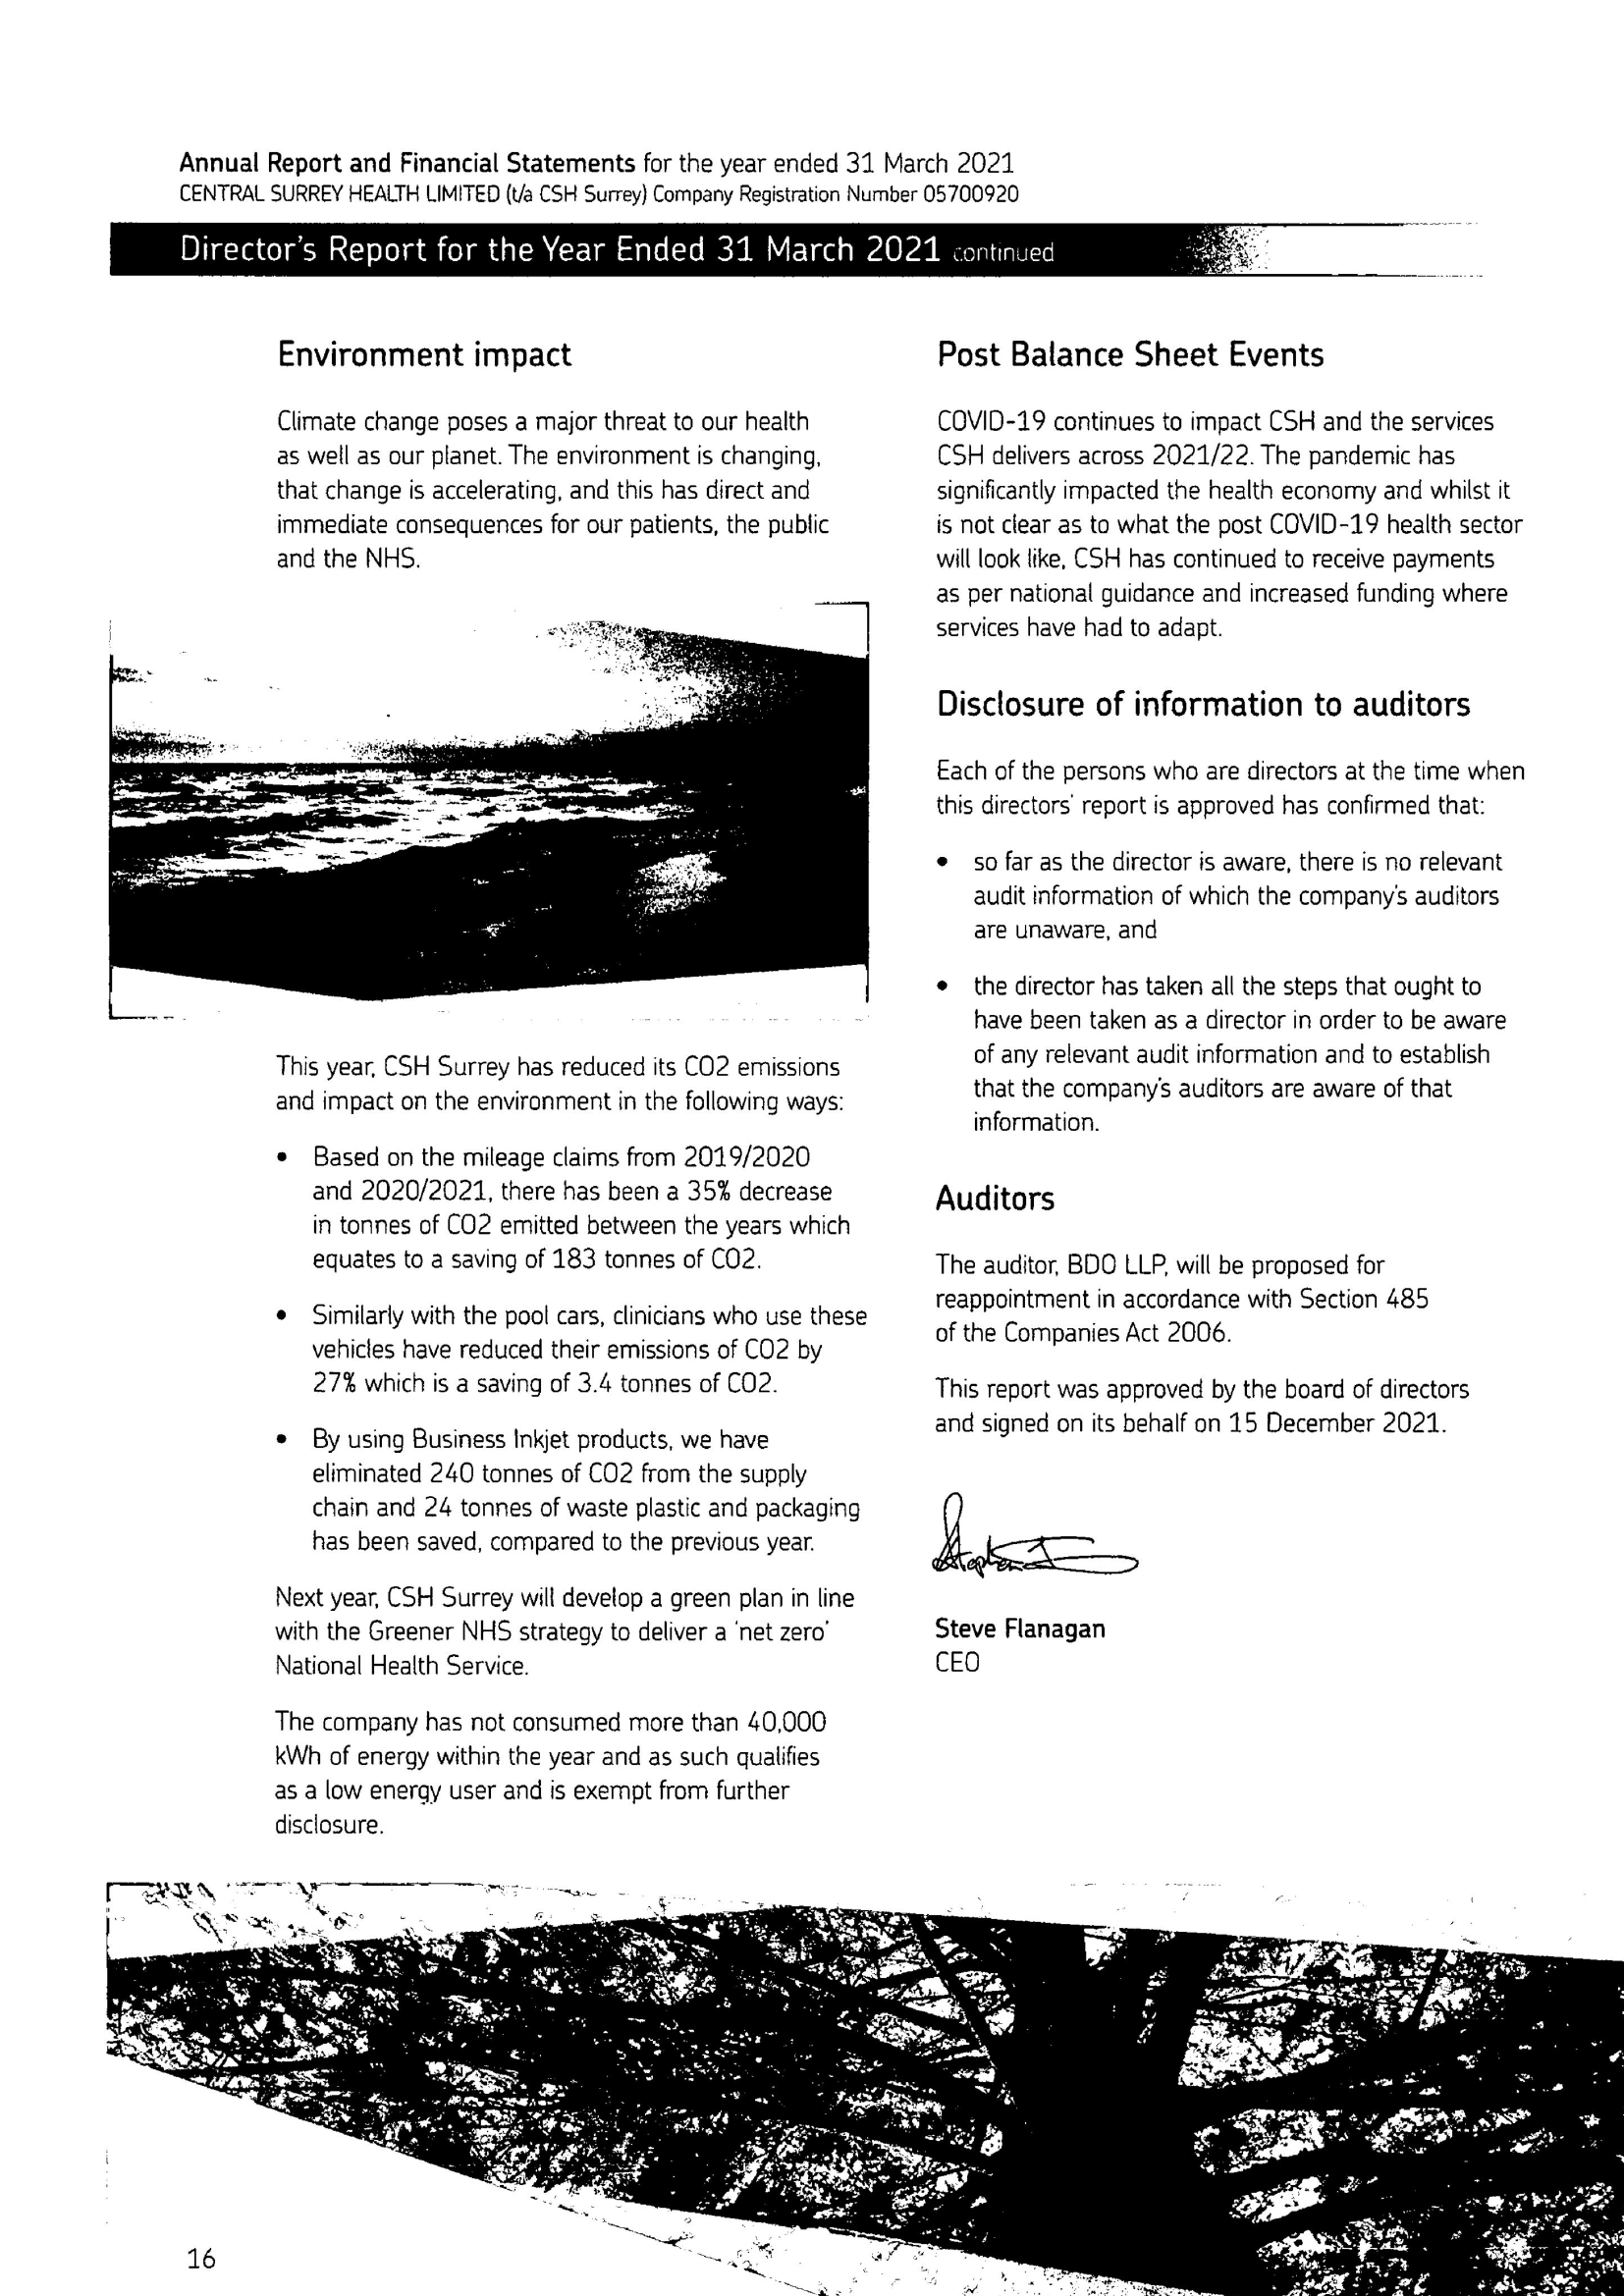 Annual Report and Financial Statements for the year ended 31 March 2021
CENTRAL SURREY HEALTH LIMITED (t/a CSH Surrey) Company Registration Number 05700920
Director's Report for the Year Ended 31 March 2021 continued
Environment impact
Climate change poses a major threat to our health
as well as our planet. The environment is changing,
that change is accelerating, and this has direct and
immediate consequences for our patients, the public
and the NHS.
This year, CSH Surrey has reduced its CO2 emissions
and impact on the environment in the following ways:
• Based on the mileage claims from 2019/2020
and 2020/2021, there has been a 35% decrease
in tonnes of CO2 emitted between the years which
equates to a saving of 183 tonnes of CO2.
• Similarly with the pool cars, clinicians who use these
vehicles have reduced their emissions of CO2 by
27% which is a saving of 3.4 tonnes of CO2.
• By using Business Inkjet products, we have
eliminated 240 tonnes of CO2 from the supply
chain and 24 tonnes of waste plastic and packaging
has been saved, compared to the previous year.
Next year, CSH Surrey will develop a green plan in line
with the Greener NHS strategy to deliver a 'net zero'
National Health Service.
The company has not consumed more than 40,000
kWh of energy within the year and as such qualifies
as a low energy user and is exempt from further
disclosure.
Post Balance Sheet Events
COVID-19 continues to impact CSH and the services
CSH delivers across 2021/22. The pandemic has
significantly impacted the health economy and whilst it
is not clear as to what the post COVID-19 health sector
will look like, CSH has continued to receive payments
as per national guidance and increased funding where
services have had to adapt.
Disclosure of information to auditors
Each of the persons who are directors at the time when
this directors' report is approved has confirmed that:
• so far as the director is aware, there is no relevant
audit information of which the company's auditors
are unaware, and
• the director has taken all the steps that ought to
have been taken as a director in order to be aware
of any relevant audit information and to establish
that the company's auditors are aware of that
information.
Auditors
The auditor, BDO LLP, will be proposed for
reappointment in accordance with Section 485
of the Companies Act 2006.
This report was approved by the board of directors
and signed on its behalf on 15 December 2021.
Steve Flanagan
CEO
16